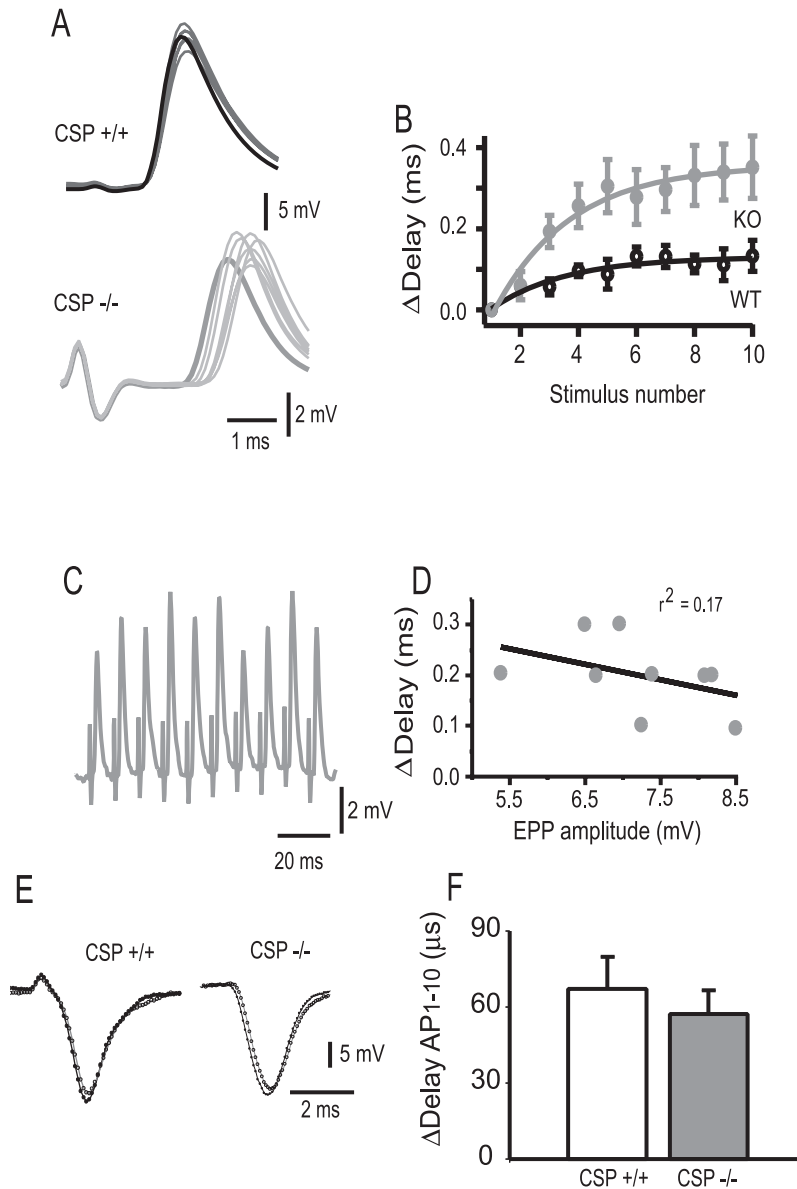 A
CSP +/+
5 mV
CSP -/-
2 mV
1 ms
B
ΔDelay (ms)
0.4
0.2
0.0
KO
WT
2 4 6 8 10
Stimulus number
C
2 mV
20 ms
D
r² = 0.17
ΔDelay (ms)
0.3
0.2
0.1
0.0
5.5 6.5 7.5 8.5
EPP amplitude (mV)
E
CSP +/+
CSP -/-
5 mV
2 ms
F
ΔDelay AP1-10 (μs)
90
60
30
0
CSP +/+ CSP -/-